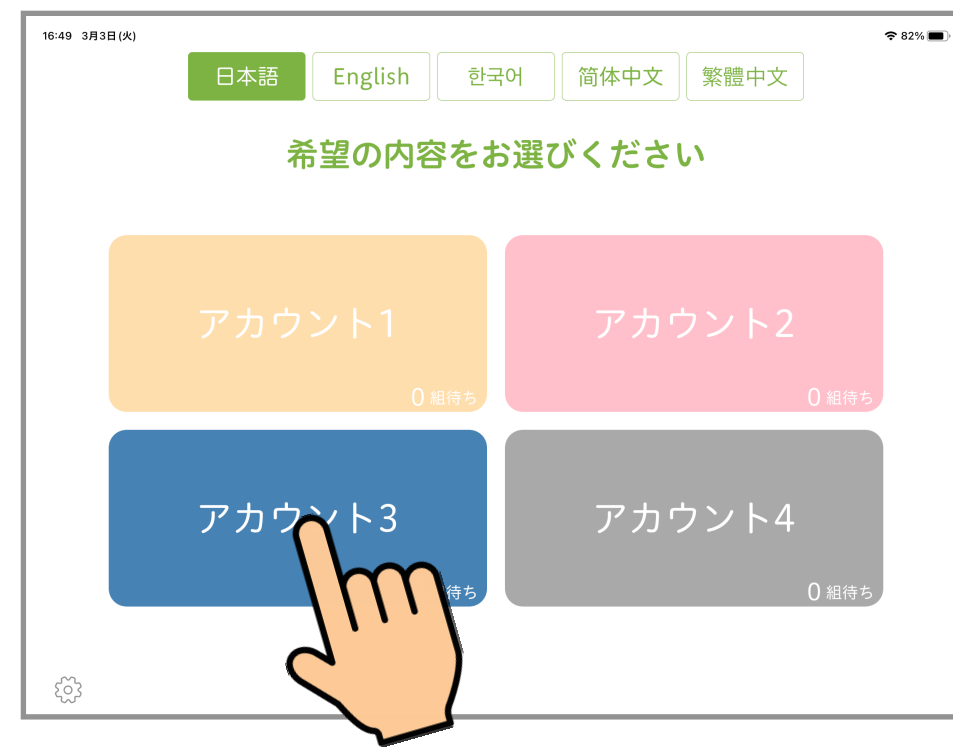 16:49 3月3日(火)
82%
日本語 English 한국어 简体中文 繁體中文
希望の内容をお選びください
アカウント1
0 組待ち
アカウント2
0 組待ち
アカウント3
待ち
アカウント4
0 組待ち